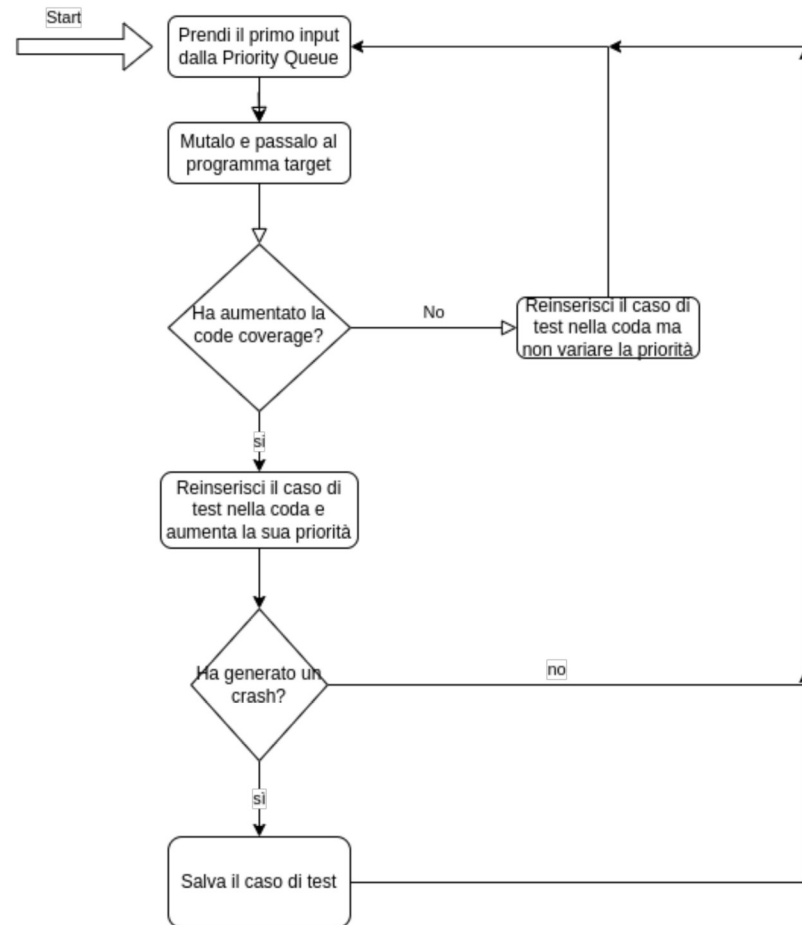 Start
Prendi il primo input
dalla Priority Queue
Mutalo e passalo al
programma target
Ha aumentato la
code coverage?
No
Reinserisci il caso di
test nella coda ma
non variare la priorità
si
Reinserisci il caso di
test nella coda e
aumenta la sua priorità
Ha generato un
crash?
no
sì
Salva il caso di test